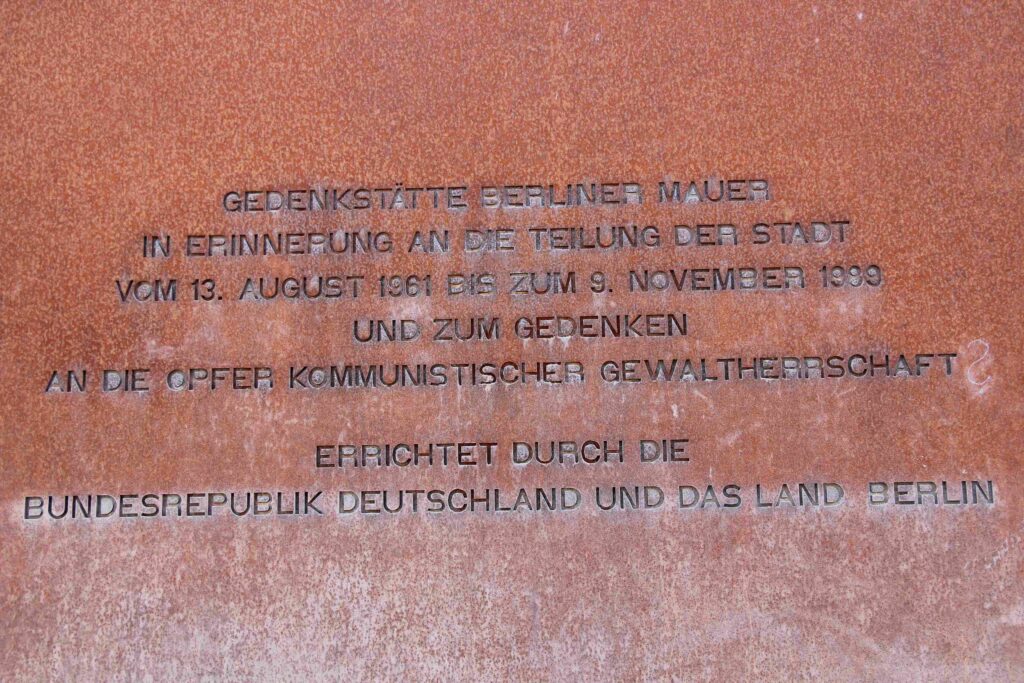 GEDENKSTÄTTE BERLINER MAUER
IN ERINNERUNG AN DIE TEILUNG DER STADT
VOM 13. AUGUST 1961 BIS ZUM 9. NOVEMBER 1989
UND ZUM GEDENKEN
AN DIE OPFER KOMMUNISTISCHER GEWALTHERRSCHAFT
ERRICHTET DURCH DIE
BUNDESREPUBLIK DEUTSCHLAND UND DAS LAND BERLIN